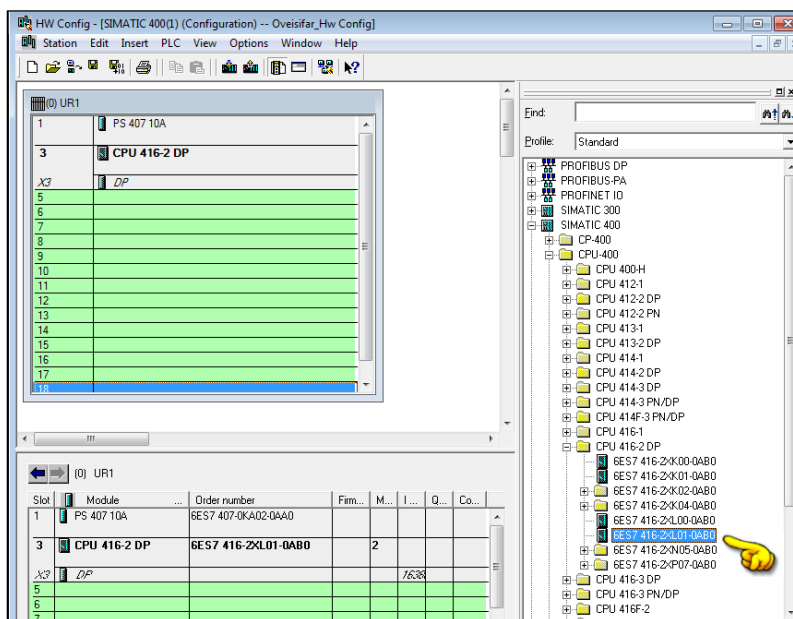 HW Config - [SIMATIC 400(1) (Configuration) -- Oveisifar_Hw Config]
Station Edit Insert PLC View Options Window Help
(0) UR1
1 PS 407 10A
3 CPU 416-2 DP
X3 DP
5
6
7
8
9
10
11
12
13
14
15
16
17
18
Find:
Profile: Standard
PROFIBUS DP
PROFIBUS-PA
PROFINET IO
SIMATIC 300
SIMATIC 400
CP-400
CPU-400
CPU 400-H
CPU 412-1
CPU 412-2 DP
CPU 412-2 PN
CPU 413-1
CPU 413-2 DP
CPU 414-1
CPU 414-2 DP
CPU 414-3 DP
CPU 414-3 PN/DP
CPU 414F-3 PN/DP
CPU 416-1
CPU 416-2 DP
6ES7 416-2XK00-0AB0
6ES7 416-2XK01-0AB0
6ES7 416-2XK02-0AB0
6ES7 416-2XK04-0AB0
6ES7 416-2XL00-0AB0
6ES7 416-2XL01-0AB0
6ES7 416-2XN05-0AB0
6ES7 416-2XP07-0AB0
CPU 416-3 DP
CPU 416-3 PN/DP
CPU 416F-2
(0) UR1
Slot Module ... Order number Firm... M... I ... Q... Co...
1 PS 407 10A 6ES7 407-0KA02-0AA0
3 CPU 416-2 DP 6ES7 416-2XL01-0AB0 2
X3 DP
5
6
7